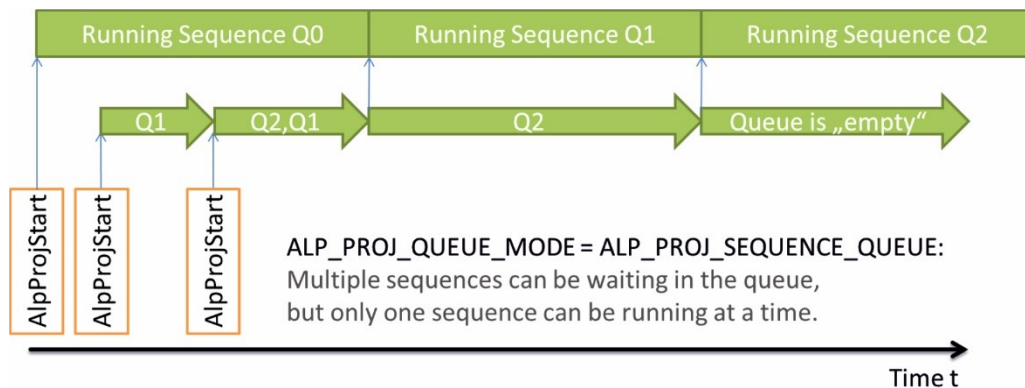 Running Sequence Q0
Running Sequence Q1
Running Sequence Q2
Q1
Q2,Q1
Q2
Queue is „empty“
AlpProjStart
AlpProjStart
AlpProjStart
ALP_PROJ_QUEUE_MODE = ALP_PROJ_SEQUENCE_QUEUE:
Multiple sequences can be waiting in the queue,
but only one sequence can be running at a time.
Time t